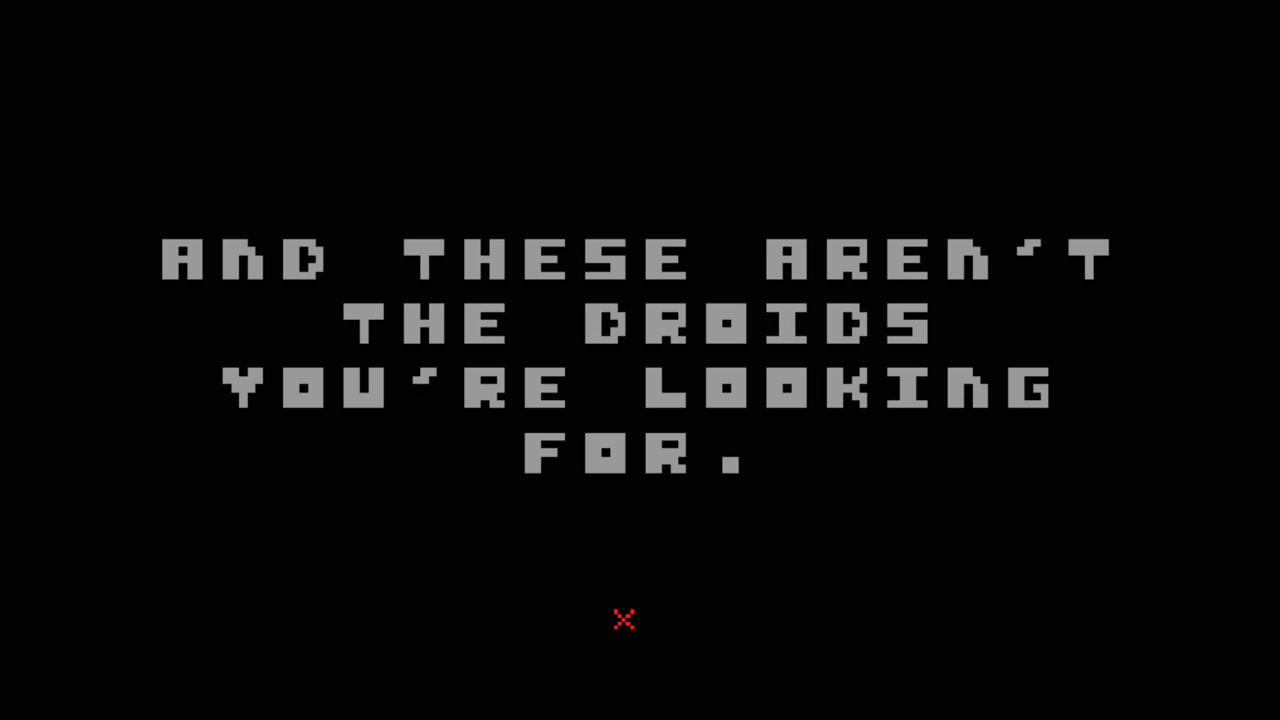 AND THESE AREN'T
THE DROIDS
YOU'RE LOOKING
FOR.
X